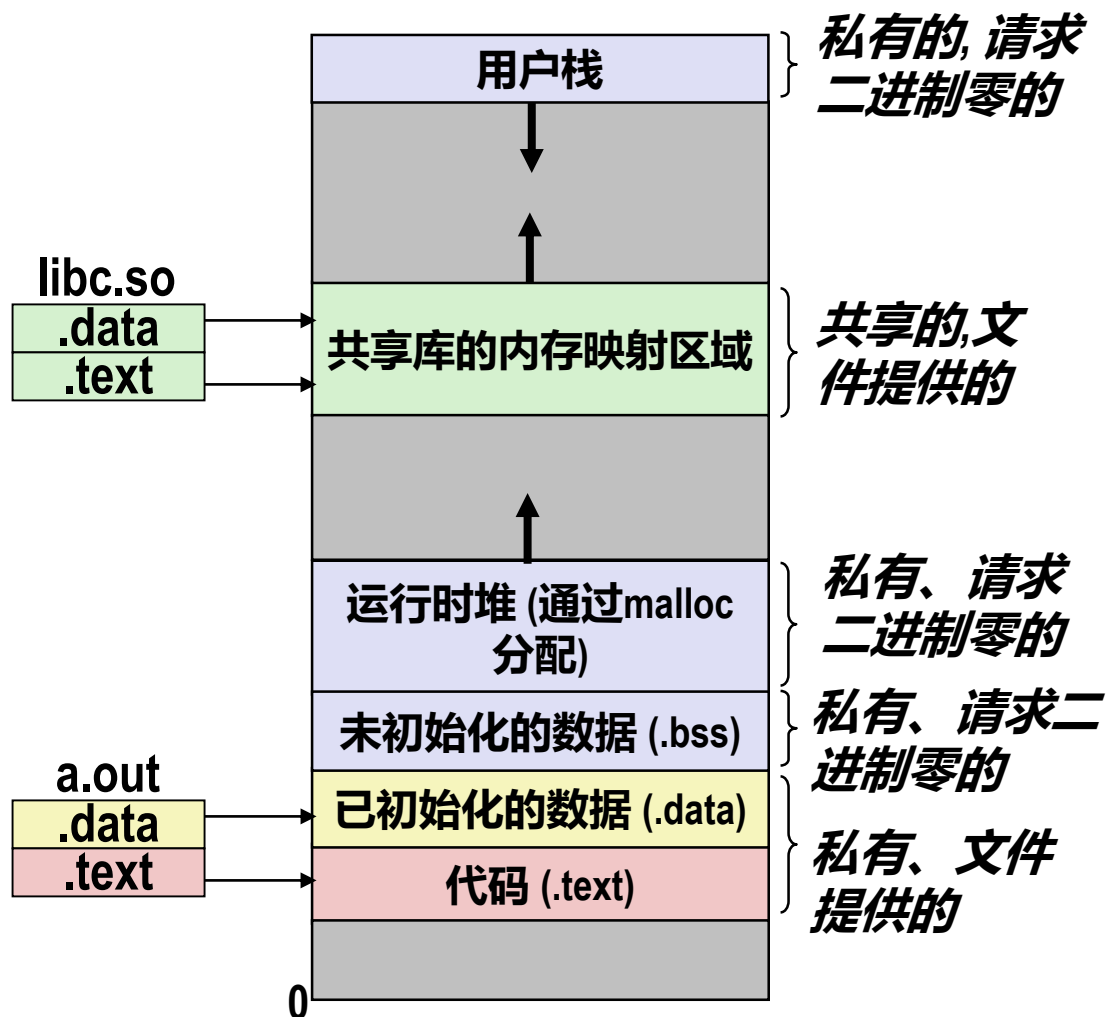 用户栈
私有的, 请求
二进制零的
libc.so
.data
.text
共享库的内存映射区域
共享的,文
件提供的
运行时堆 (通过malloc
分配)
私有、请求
二进制零的
未初始化的数据 (.bss)
私有、请求二
进制零的
a.out
.data
.text
已初始化的数据 (.data)
代码 (.text)
私有、文件
提供的
0